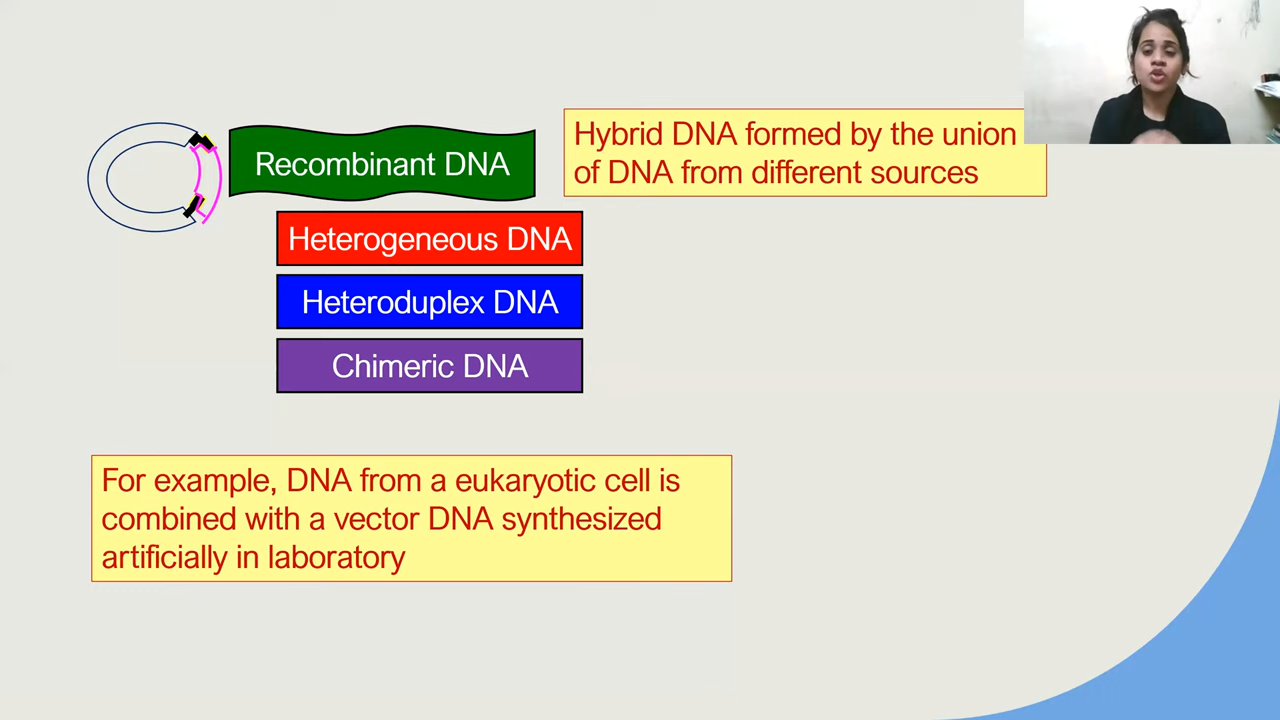 Recombinant DNA
Hybrid DNA formed by the union
of DNA from different sources
Heterogeneous DNA
Heteroduplex DNA
Chimeric DNA
For example, DNA from a eukaryotic cell is
combined with a vector DNA synthesized
artificially in laboratory